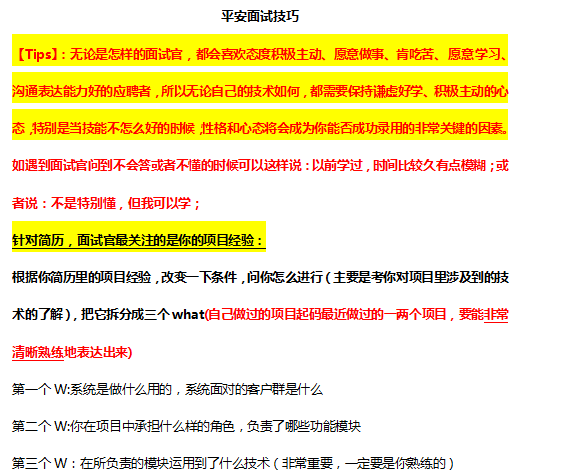 平安面试技巧
【Tips】：无论是怎样的面试官，都会喜欢态度积极主动、愿意做事、肯吃苦、愿意学习、
沟通表达能力好的应聘者，所以无论自己的技术如何，都需要保持谦虚好学、积极主动的心
态，特别是当技能不怎么好的时候，性格和心态将会成为你能否成功录用的非常关键的因素。
如遇到面试官问到不会答或者不懂的时候可以这样说：以前学过，时间比较久有点模糊；或
者说：不是特别懂，但我可以学；
针对简历，面试官最关注的是你的项目经验：
根据你简历里的项目经验，改变一下条件，问你怎么进行（主要是考你对项目里涉及到的技
术的了解），把它拆分成三个 what(自己做过的项目起码最近做过的一两个项目，要能非常
清晰熟练地表达出来)
第一个 W:系统是做什么用的，系统面对的客户群是什么
第二个 W:你在项目中承担什么样的角色，负责了哪些功能模块
第三个 W：在所负责的模块运用到了什么技术（非常重要，一定要是你熟练的）